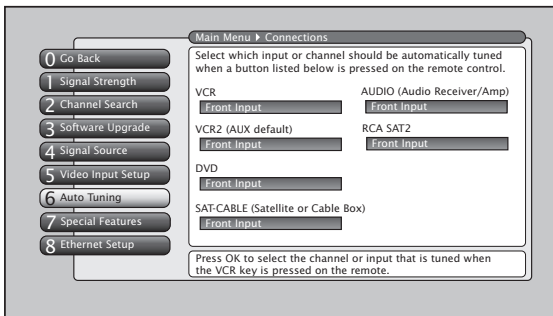 Main Menu ▸ Connections
0 Go Back
1 Signal Strength
2 Channel Search
3 Software Upgrade
4 Signal Source
5 Video Input Setup
6 Auto Tuning
7 Special Features
8 Ethernet Setup
Select which input or channel should be automatically tuned
when a button listed below is pressed on the remote control.
VCR
Front Input
VCR2 (AUX default)
Front Input
DVD
Front Input
SAT-CABLE (Satellite or Cable Box)
Front Input
AUDIO (Audio Receiver/Amp)
Front Input
RCA SAT2
Front Input
Press OK to select the channel or input that is tuned when
the VCR key is pressed on the remote.